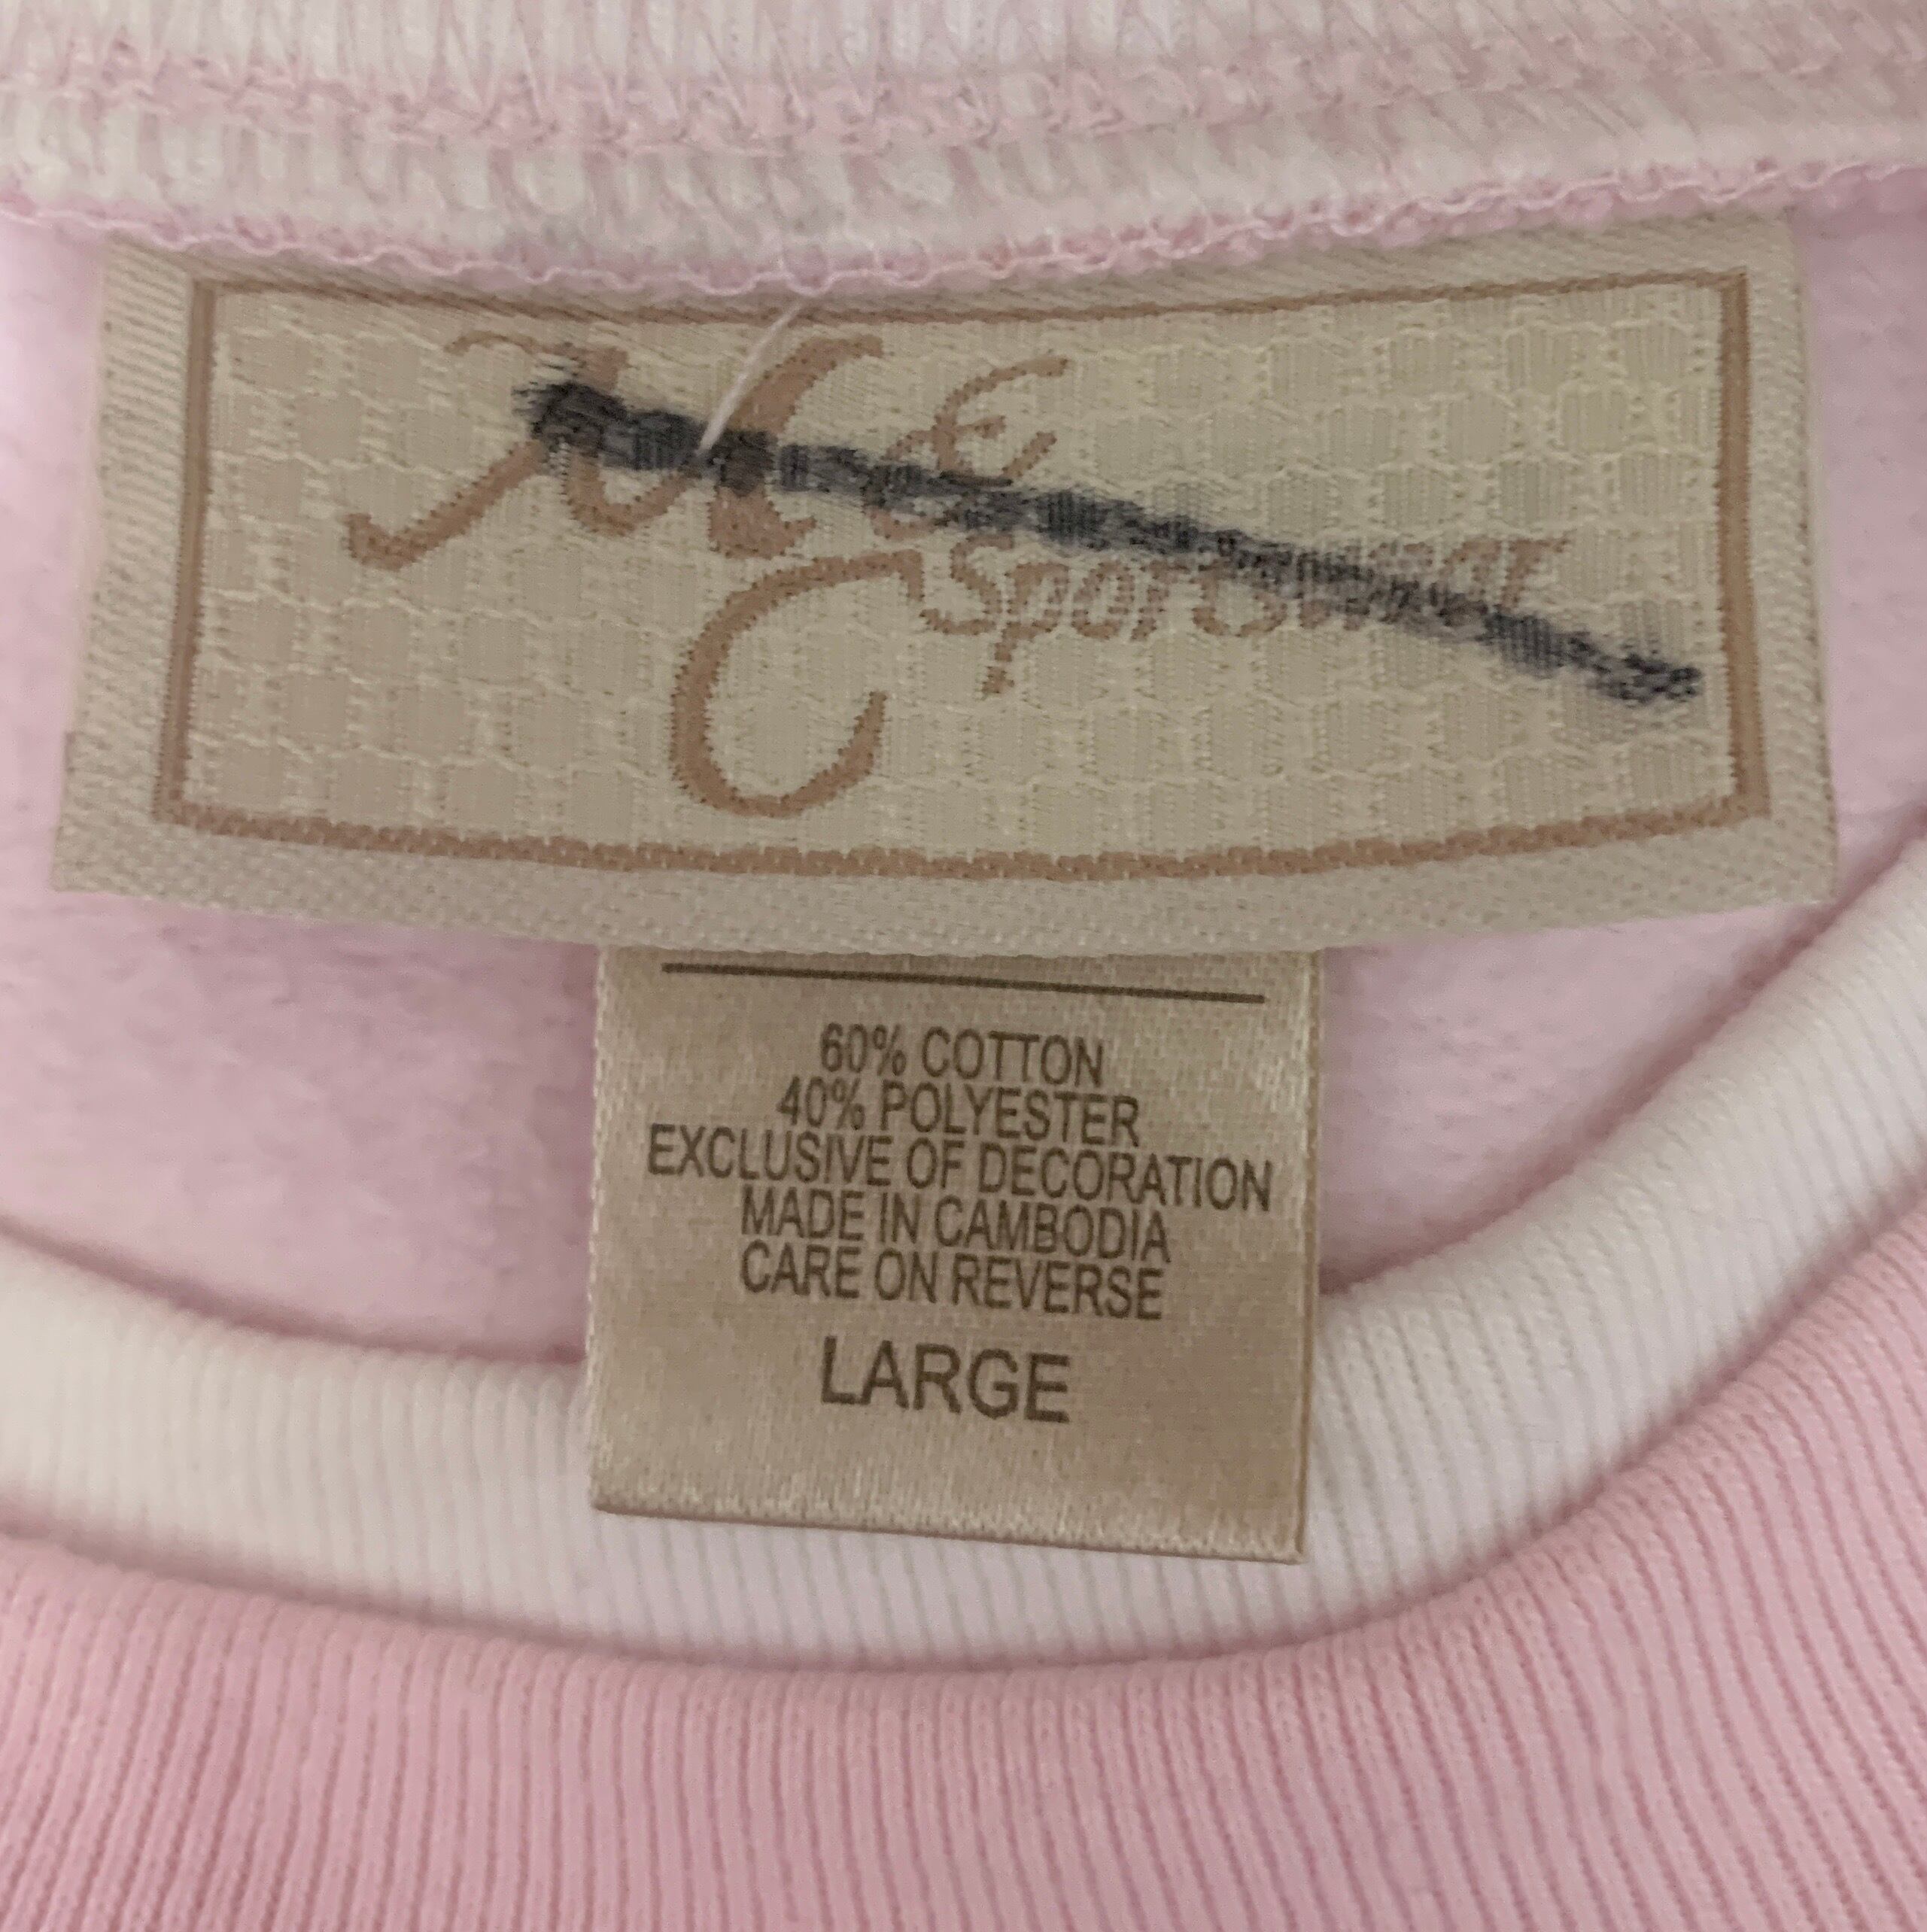 M &
C Sportswear
60% COTTON
40% POLYESTER
EXCLUSIVE OF DECORATION
MADE IN CAMBODIA
CARE ON REVERSE
LARGE